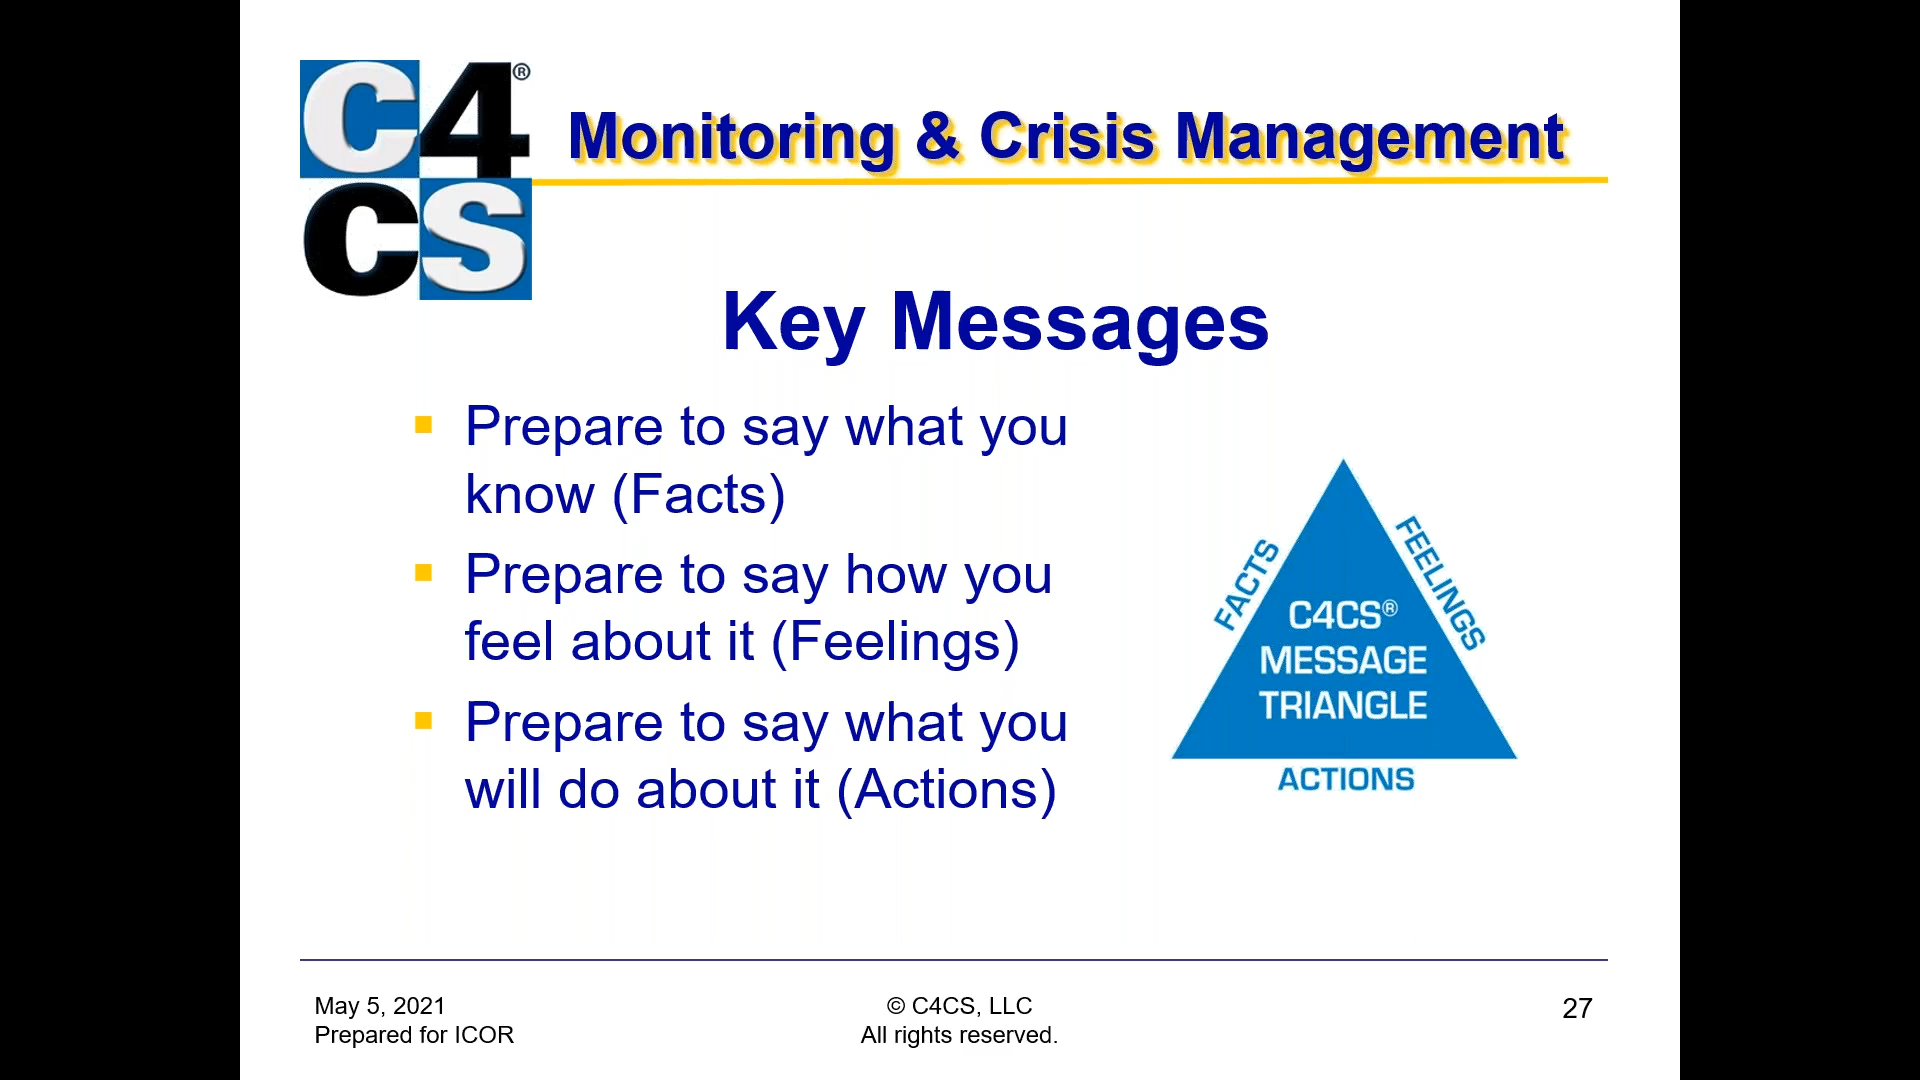 C4®
CS
Monitoring & Crisis Management
Key Messages
▪ Prepare to say what you
know (Facts)
▪ Prepare to say how you
feel about it (Feelings)
▪ Prepare to say what you
will do about it (Actions)
FACTS
FEELINGS
C4CS®
MESSAGE
TRIANGLE
ACTIONS
May 5, 2021
Prepared for ICOR
© C4CS, LLC
All rights reserved.
27